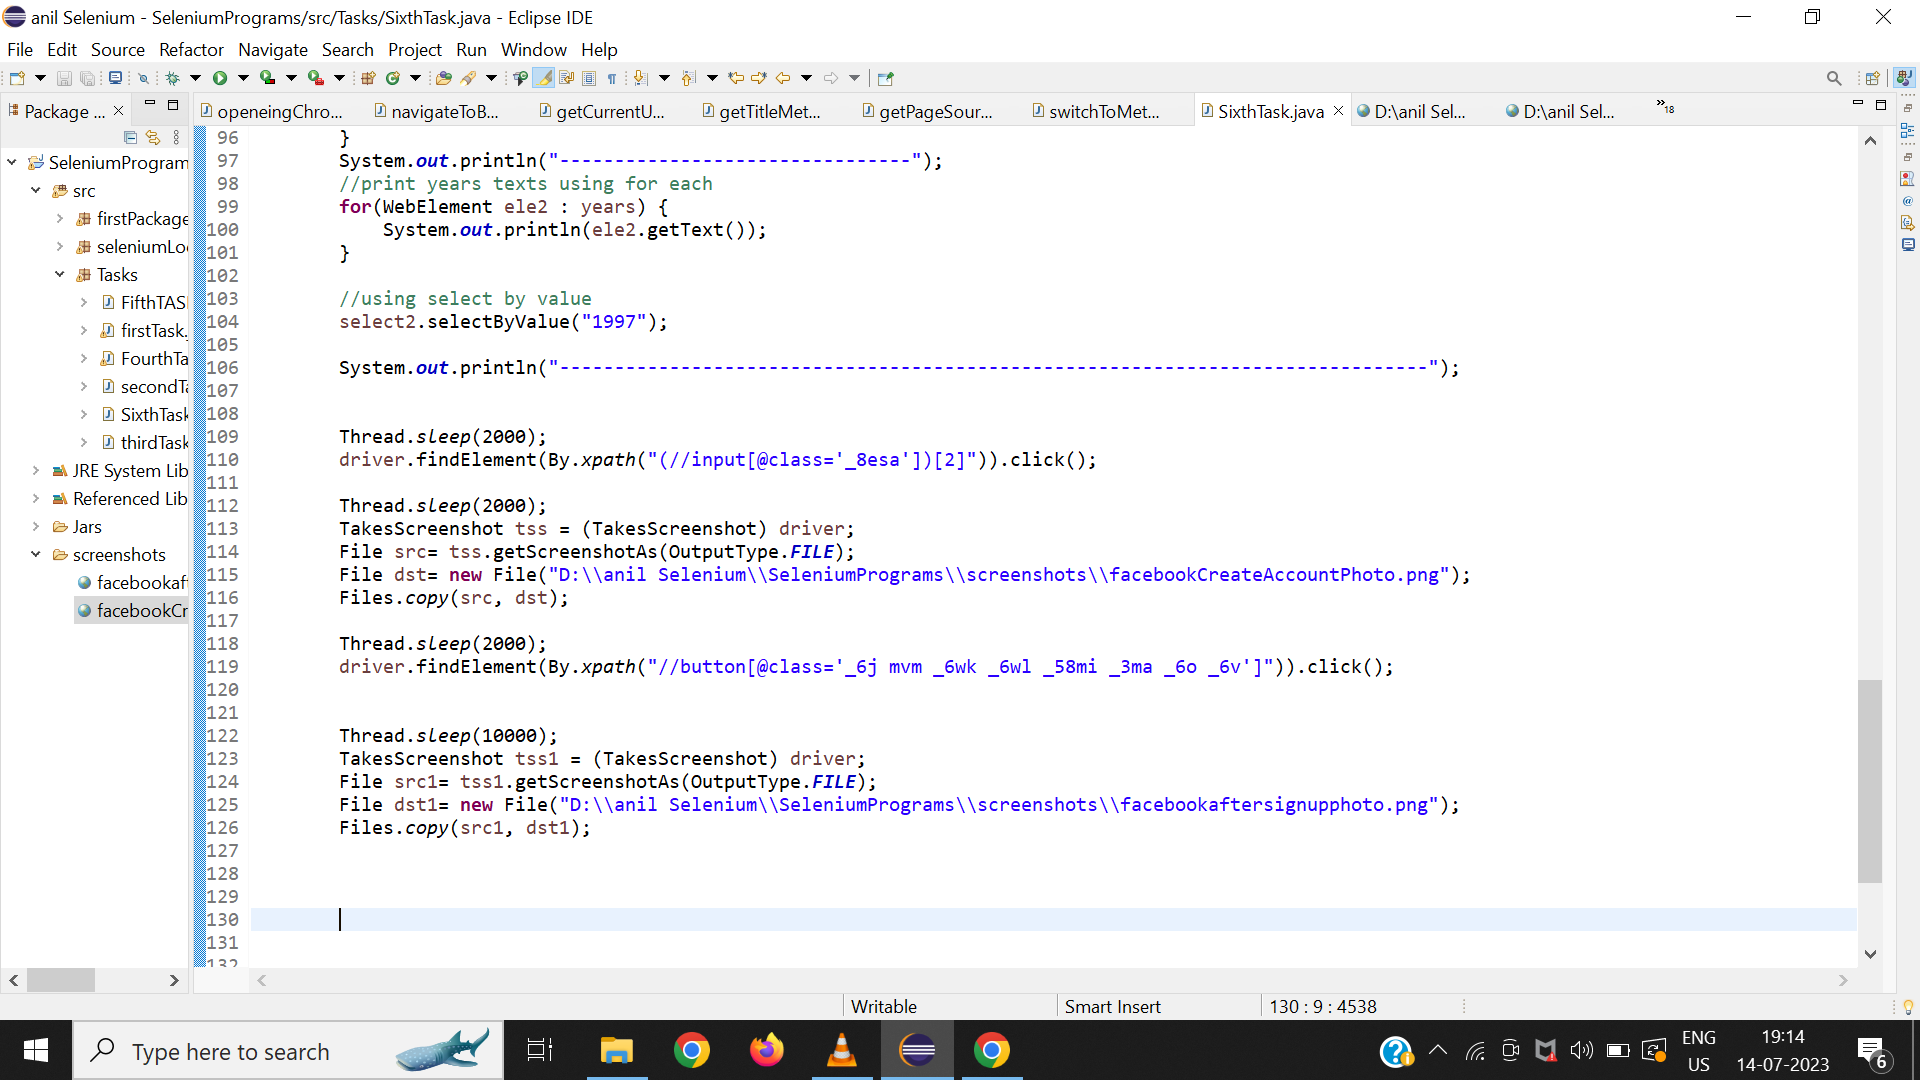 anil Selenium - SeleniumPrograms/src/Tasks/SixthTask.java - Eclipse IDE
File Edit Source Refactor Navigate Search Project Run Window Help
Package ...
openeingChro...
navigateToB...
getCurrentU...
getTitleMet...
getPageSour...
switchToMet...
SixthTask.java
D:\anil Sel...
D:\anil Sel...
»18
SeleniumProgram
src
firstPackage
seleniumLo
Tasks
FifthTAS
firstTask.
FourthTa
secondTa
SixthTask
thirdTask
JRE System Lib
Referenced Lib
Jars
screenshots
facebookaf
facebookCr
96 }
97 System.out.println("--------------------------------");
98 //print years texts using for each
99 for(WebElement ele2 : years) {
100 System.out.println(ele2.getText());
101 }
102
103 //using select by value
104 select2.selectByValue("1997");
105
106 System.out.println("-------------------------------------------------------------------------------");
107
108
109 Thread.sleep(2000);
110 driver.findElement(By.xpath("(//input[@class='_8esa'])[2]")).click();
111
112 Thread.sleep(2000);
113 TakesScreenshot tss = (TakesScreenshot) driver;
114 File src= tss.getScreenshotAs(OutputType.FILE);
115 File dst= new File("D:\\anil Selenium\\SeleniumPrograms\\screenshots\\facebookCreateAccountPhoto.png");
116 Files.copy(src, dst);
117
118 Thread.sleep(2000);
119 driver.findElement(By.xpath("//button[@class='_6j mvm _6wk _6wl _58mi _3ma _6o _6v']")).click();
120
121
122 Thread.sleep(10000);
123 TakesScreenshot tss1 = (TakesScreenshot) driver;
124 File src1= tss1.getScreenshotAs(OutputType.FILE);
125 File dst1= new File("D:\\anil Selenium\\SeleniumPrograms\\screenshots\\facebookaftersignupphoto.png");
126 Files.copy(src1, dst1);
127
128
129
130
131
132
Writable
Smart Insert
130 : 9 : 4538
Type here to search
ENG
US
19:14
14-07-2023
6